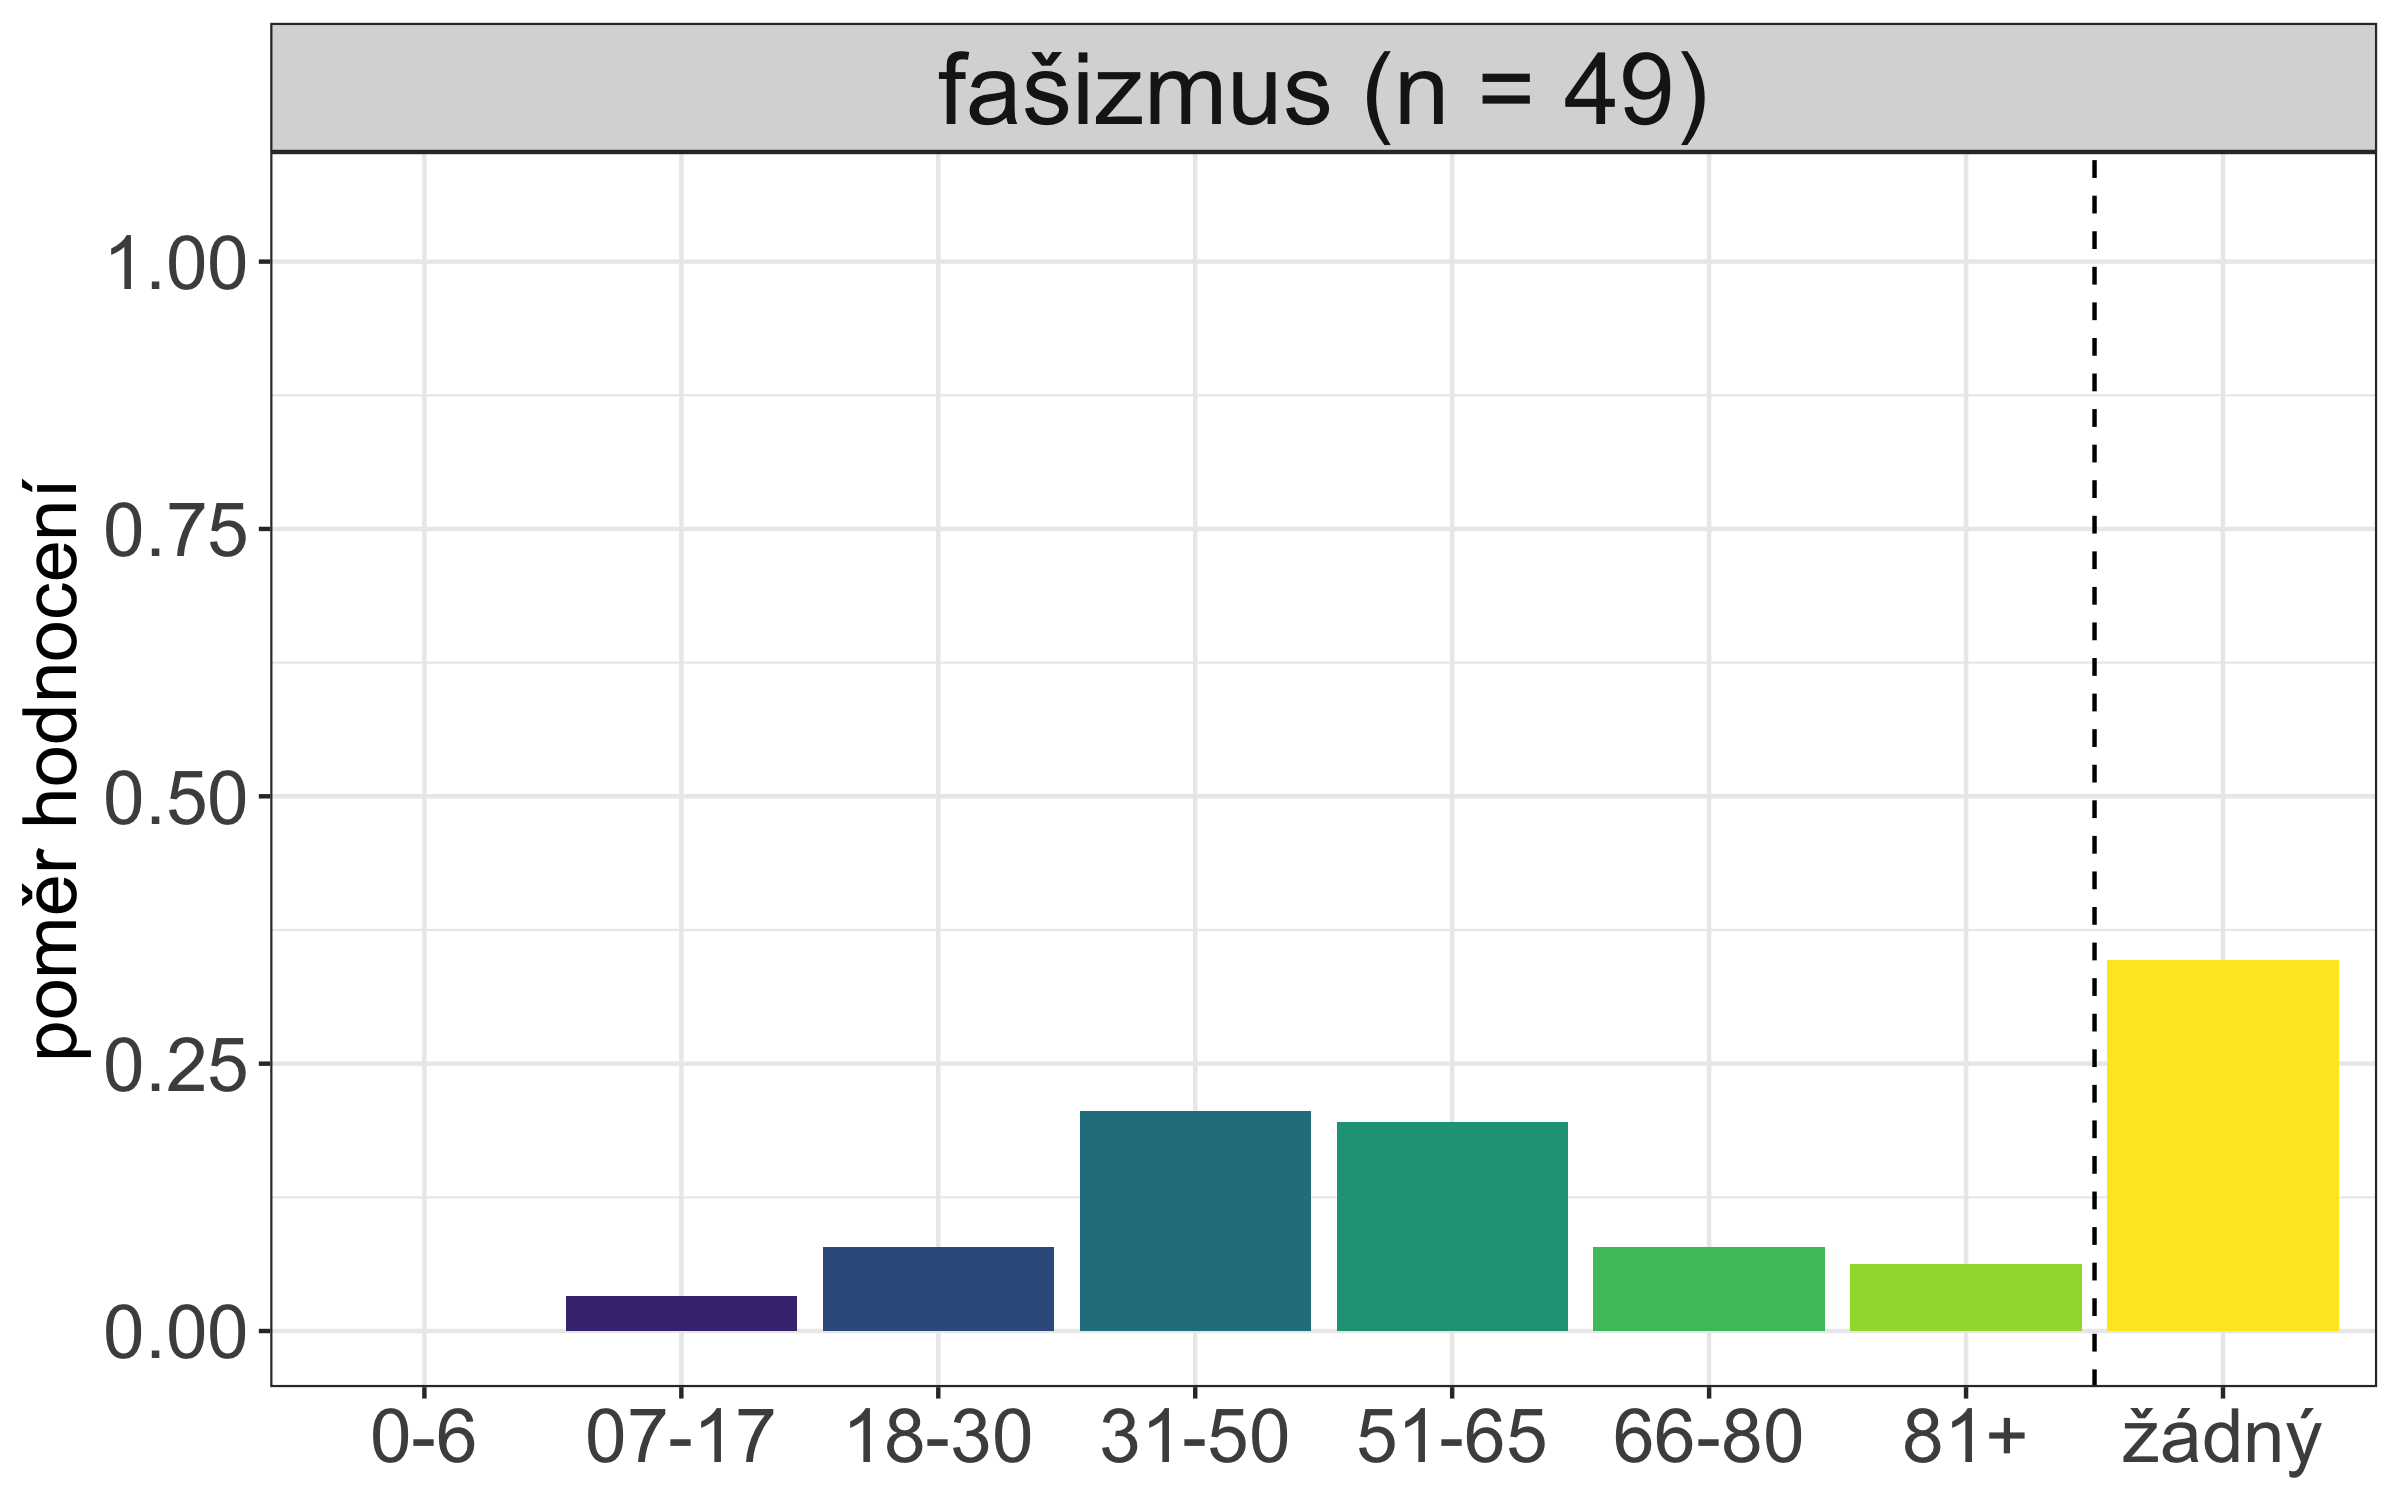 fašizmus (n = 49)
poměr hodnocení
1.00
0.75
0.50
0.25
0.00
0-6 07-17 18-30 31-50 51-65 66-80 81+ žádný